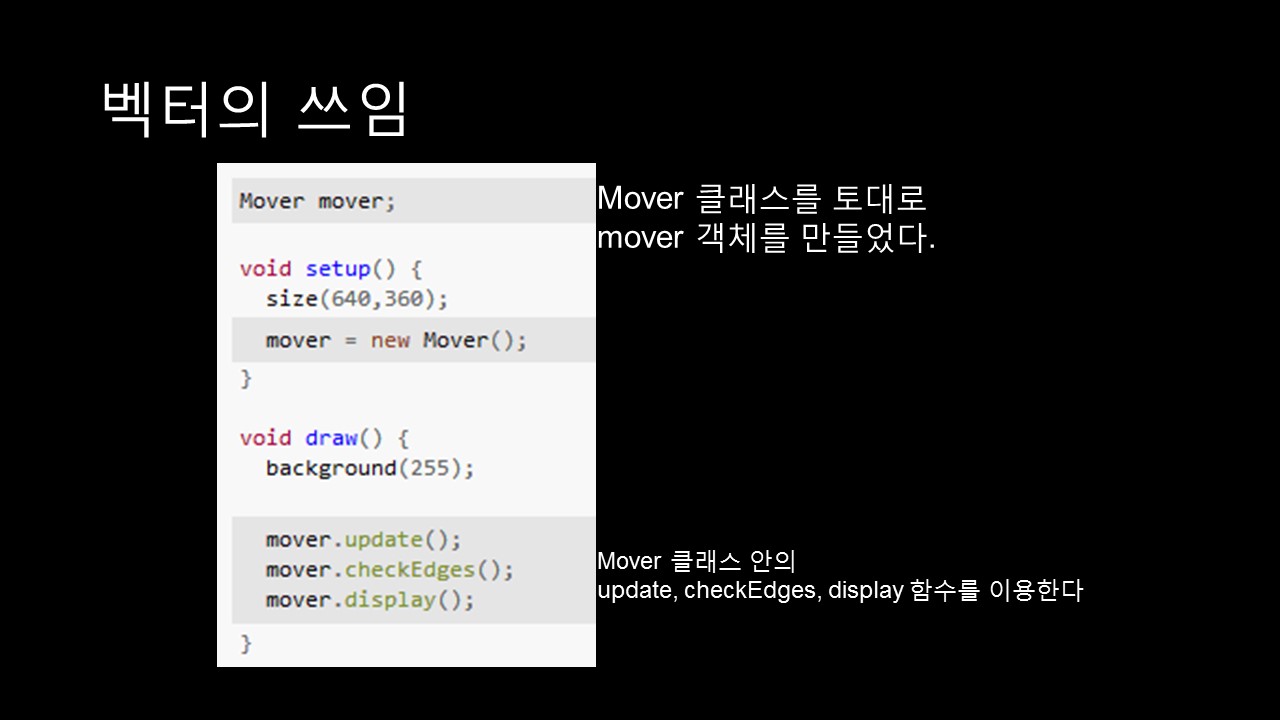 벡터의 쓰임
Mover mover;
void setup() {
  size(640,360);
  mover = new Mover();
}
void draw() {
  background(255);
  mover.update();
  mover.checkEdges();
  mover.display();
}
Mover 클래스를 토대로
mover 객체를 만들었다.
Mover 클래스 안의
update, checkEdges, display 함수를 이용한다